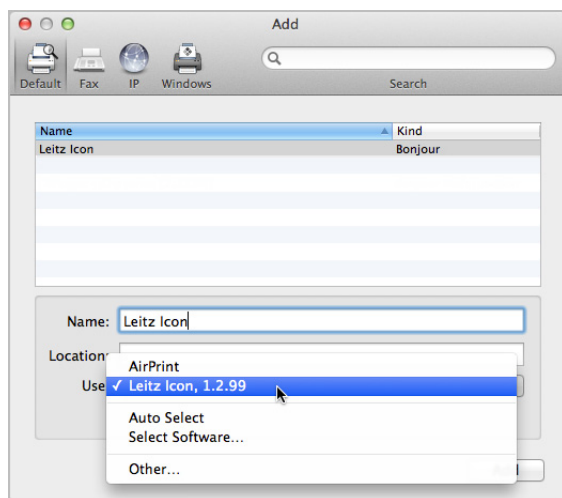 Add
Default Fax IP Windows Search
Name Kind
Leitz Icon Bonjour
Name: Leitz Icon
Location:
AirPrint
Use ✓ Leitz Icon, 1.2.99
Auto Select
Select Software...
Other...